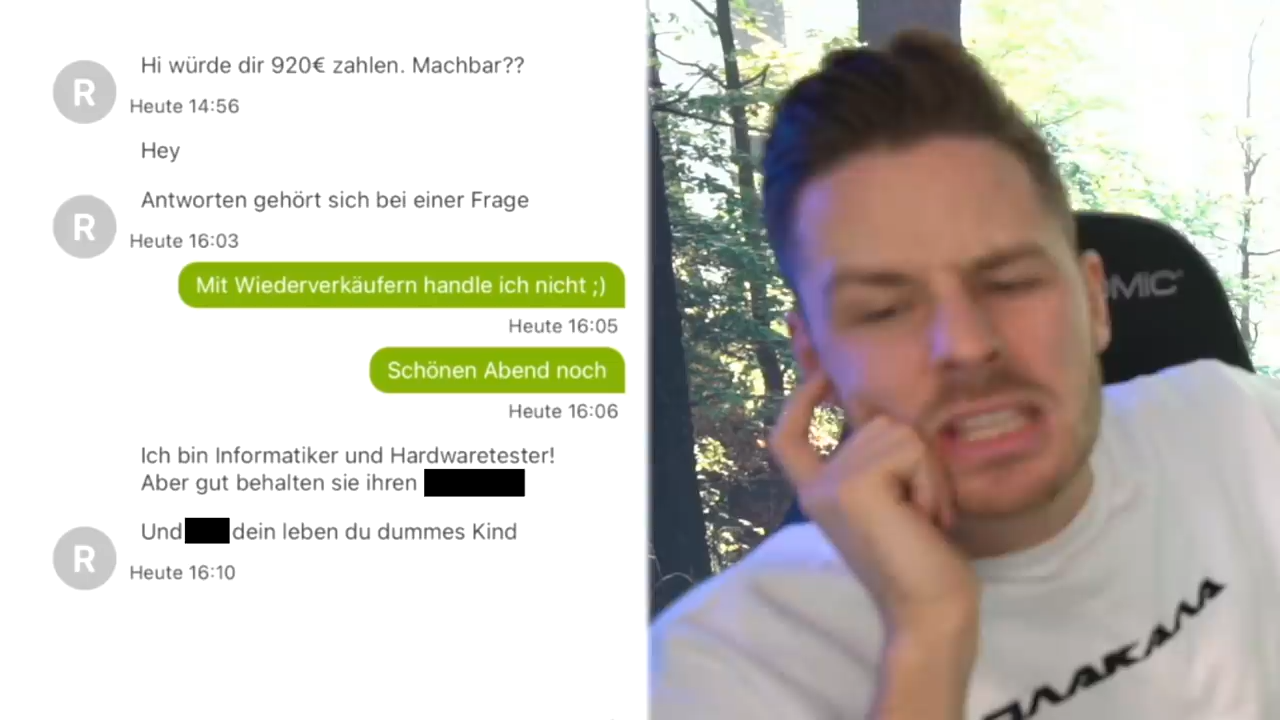 Hi würde dir 920€ zahlen. Machbar??
R
Heute 14:56
Hey
Antworten gehört sich bei einer Frage
R
Heute 16:03
Mit Wiederverkäufern handle ich nicht ;)
Heute 16:05
Schönen Abend noch
Heute 16:06
Ich bin Informatiker und Hardwaretester!
Aber gut behalten sie ihren
Und dein leben du dummes Kind
R
Heute 16:10
OMIC